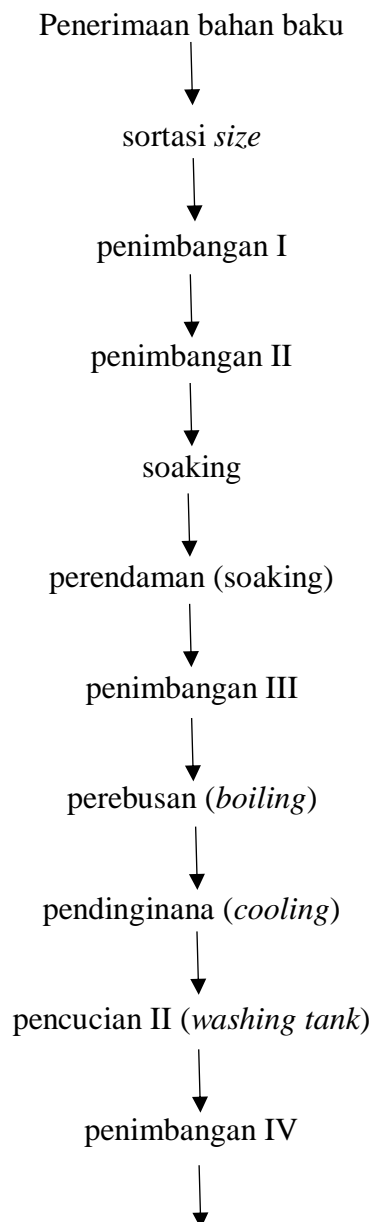 Penerimaan bahan baku
sortasi size
penimbangan I
penimbangan II
soaking
perendaman (soaking)
penimbangan III
perebusan (boiling)
pendinginana (cooling)
pencucian II (washing tank)
penimbangan IV